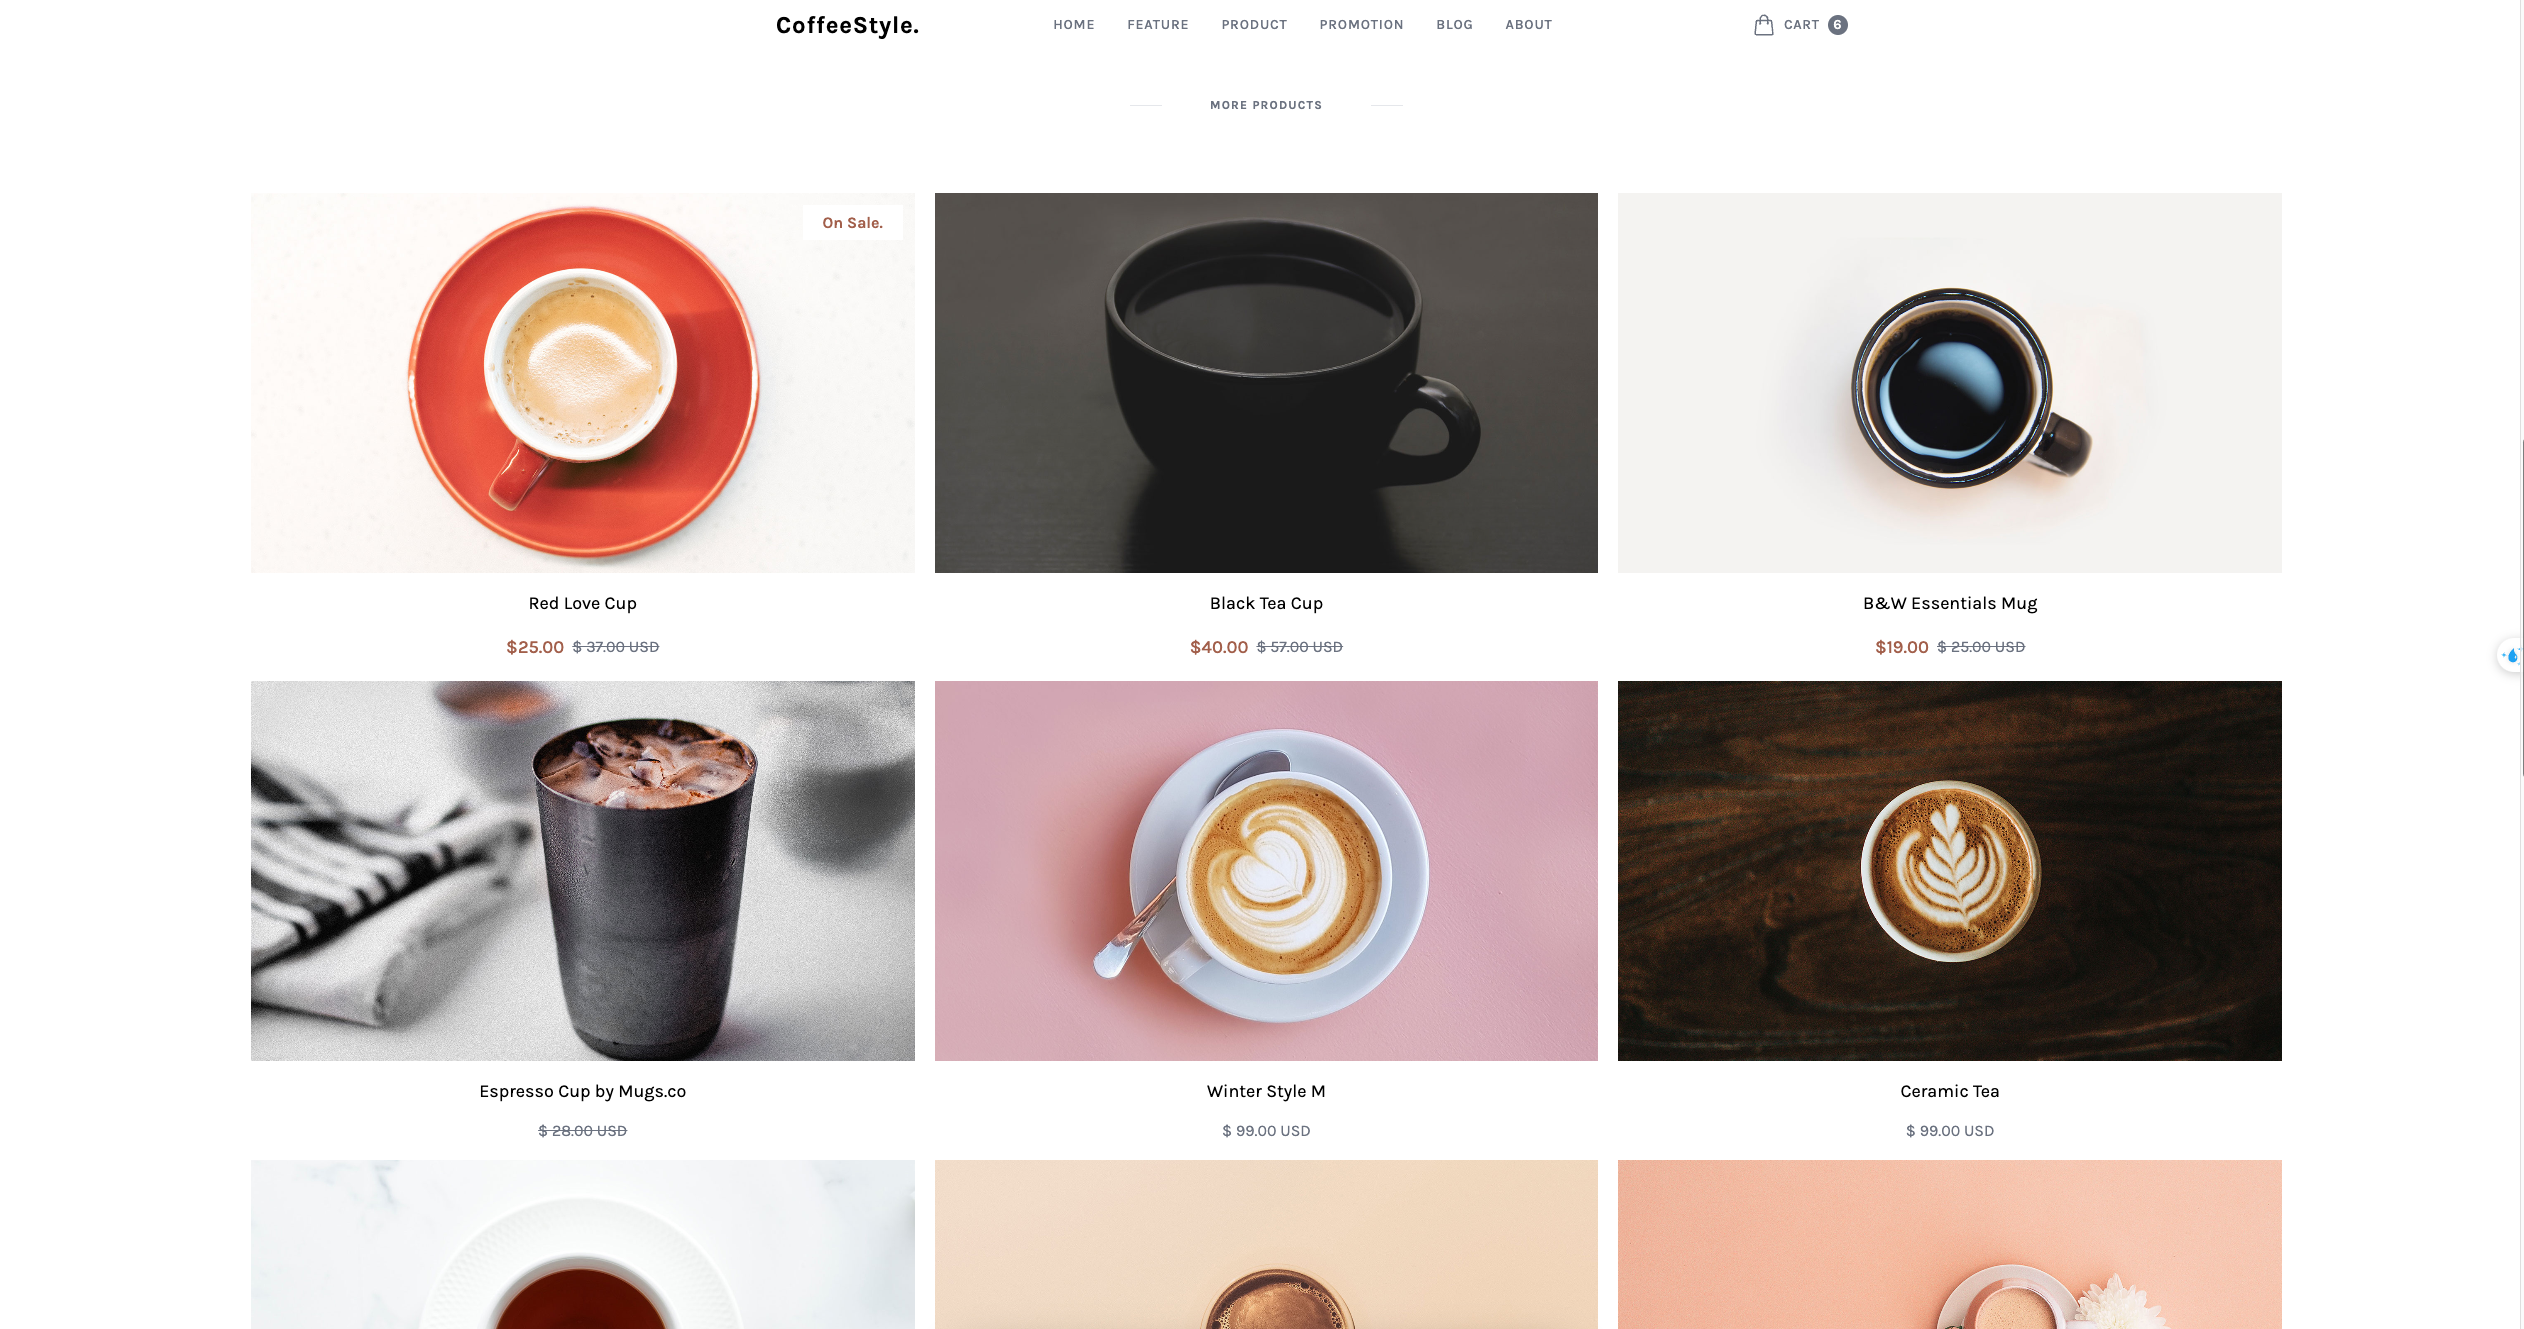 CoffeeStyle.
HOME FEATURE PRODUCT PROMOTION BLOG ABOUT
CART 6
MORE PRODUCTS
On Sale.
Red Love Cup
$25.00 $ 37.00 USD
Black Tea Cup
$40.00 $ 57.00 USD
B&W Essentials Mug
$19.00 $ 25.00 USD
Espresso Cup by Mugs.co
$ 28.00 USD
Winter Style M
$ 99.00 USD
Ceramic Tea
$ 99.00 USD